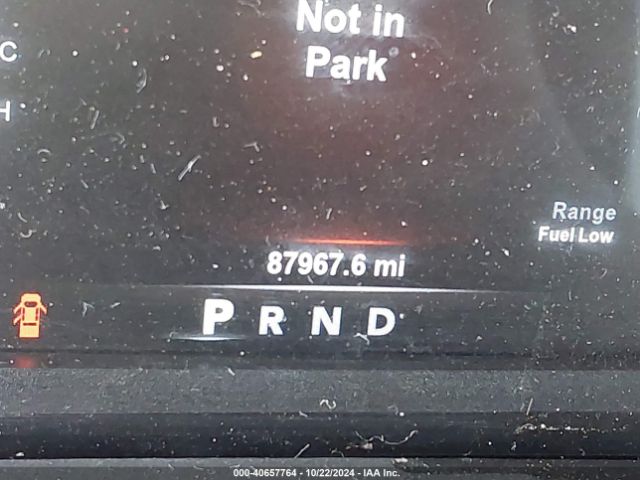 Not in
Park
C
H
Range
Fuel Low
87967.6 mi
P R N D
000-40657764 - 10/22/2024 - IAA Inc.